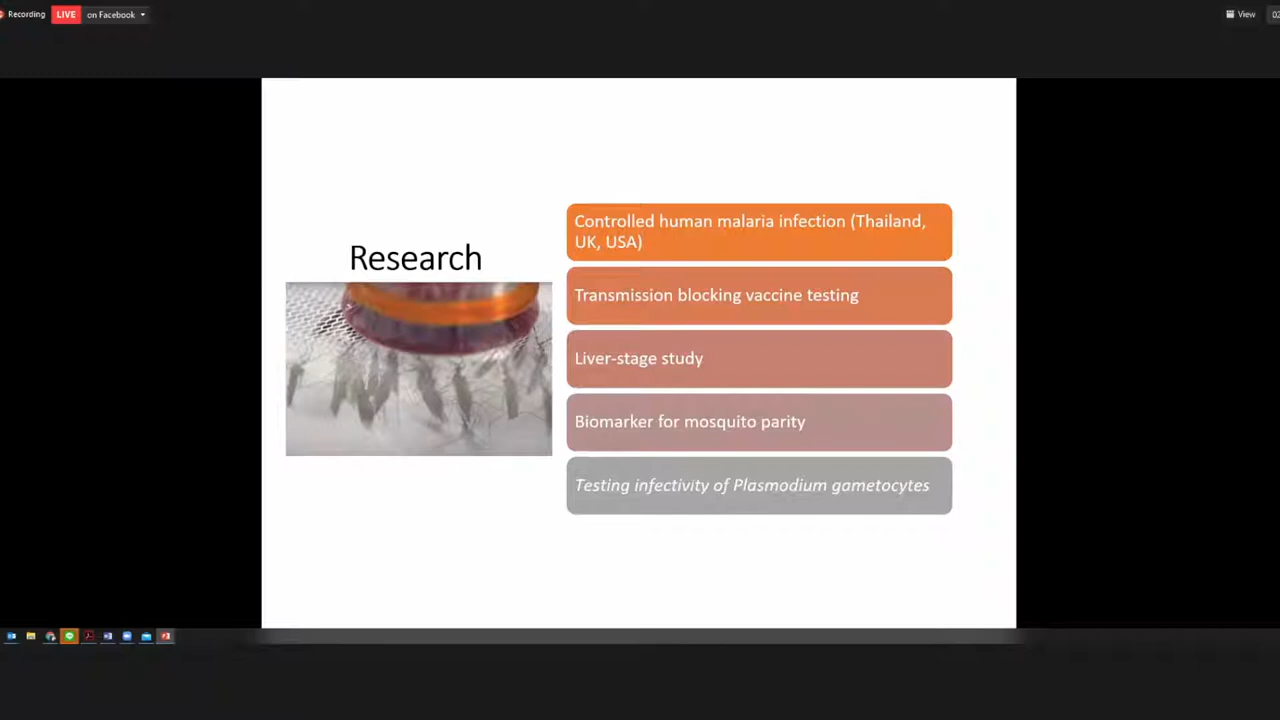 Recording
LIVE
on Facebook
View
02
Research
Controlled human malaria infection (Thailand,
UK, USA)
Transmission blocking vaccine testing
Liver-stage study
Biomarker for mosquito parity
Testing infectivity of Plasmodium gametocytes